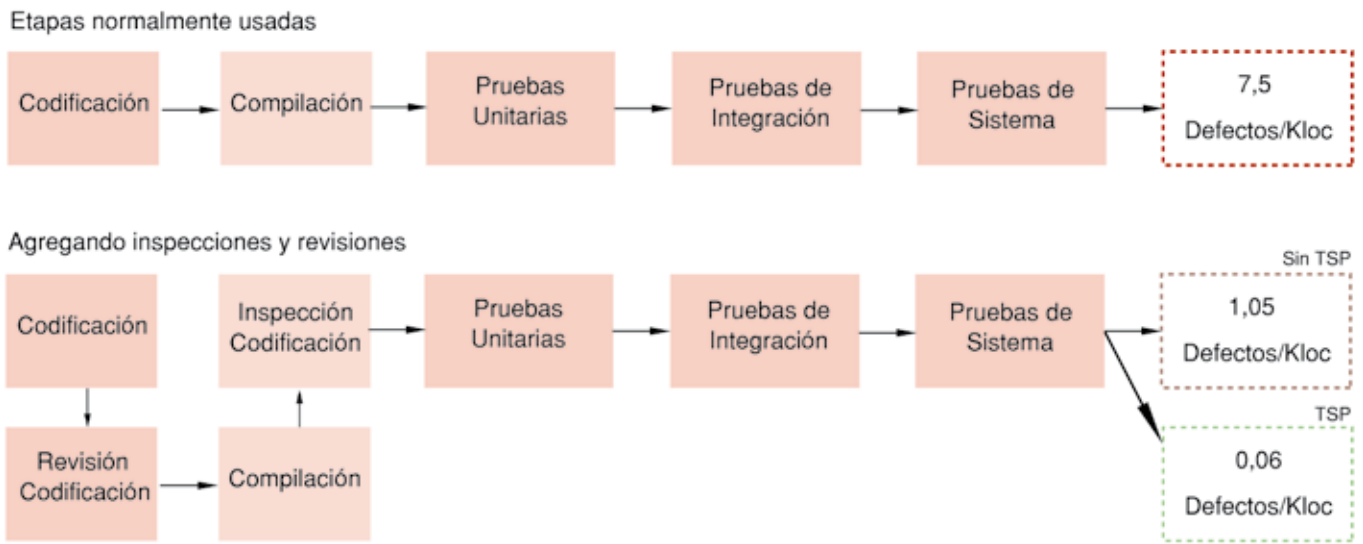 Etapas normalmente usadas
Codificación
Compilación
Pruebas
Unitarias
Pruebas de
Integración
Pruebas de
Sistema
7,5
Defectos/Kloc
Agregando inspecciones y revisiones
Codificación
Revisión
Codificación
Compilación
Inspección
Codificación
Pruebas
Unitarias
Pruebas de
Integración
Pruebas de
Sistema
Sin TSP
1,05
Defectos/Kloc
TSP
0,06
Defectos/Kloc